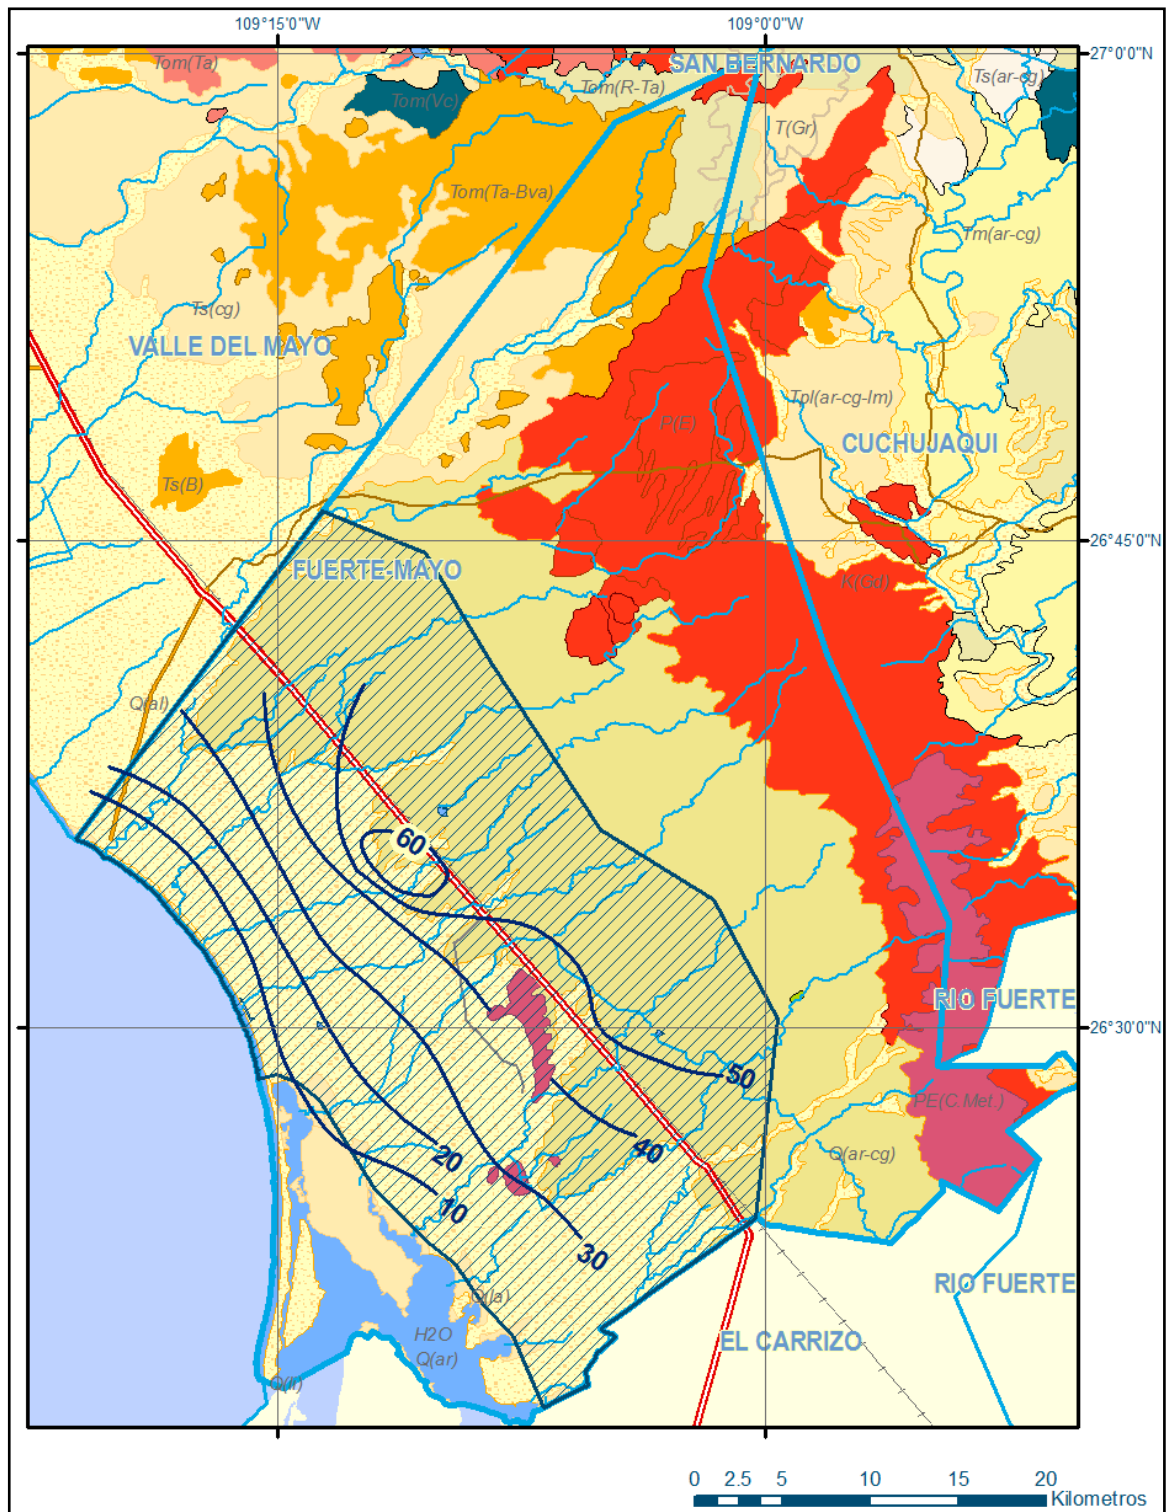 109°15'0"W
109°0'0"W
27°0'0"N
Tom(Ta)
SAN BERNARDO
Ts(ar-cg)
Tom(Vc)
Tom(R-Ta)
T(Gr)
Tom(Ta-Bva)
Tm(ar-cg)
Ts(cg)
VALLE DEL MAYO
Tpl(ar-cg-lm)
P(E)
CUCHUJAQUI
Ts(B)
26°45'0"N
FUERTE-MAYO
K(Gd)
Q(al)
60
RIO FUERTE
26°30'0"N
50
PE(C.Met.)
40
Q(ar-cg)
20
10
30
RIO FUERTE
Q(la)
H2O
EL CARRIZO
Q(ar)
Q(li)
0 2.5 5 10 15 20
Kilometros